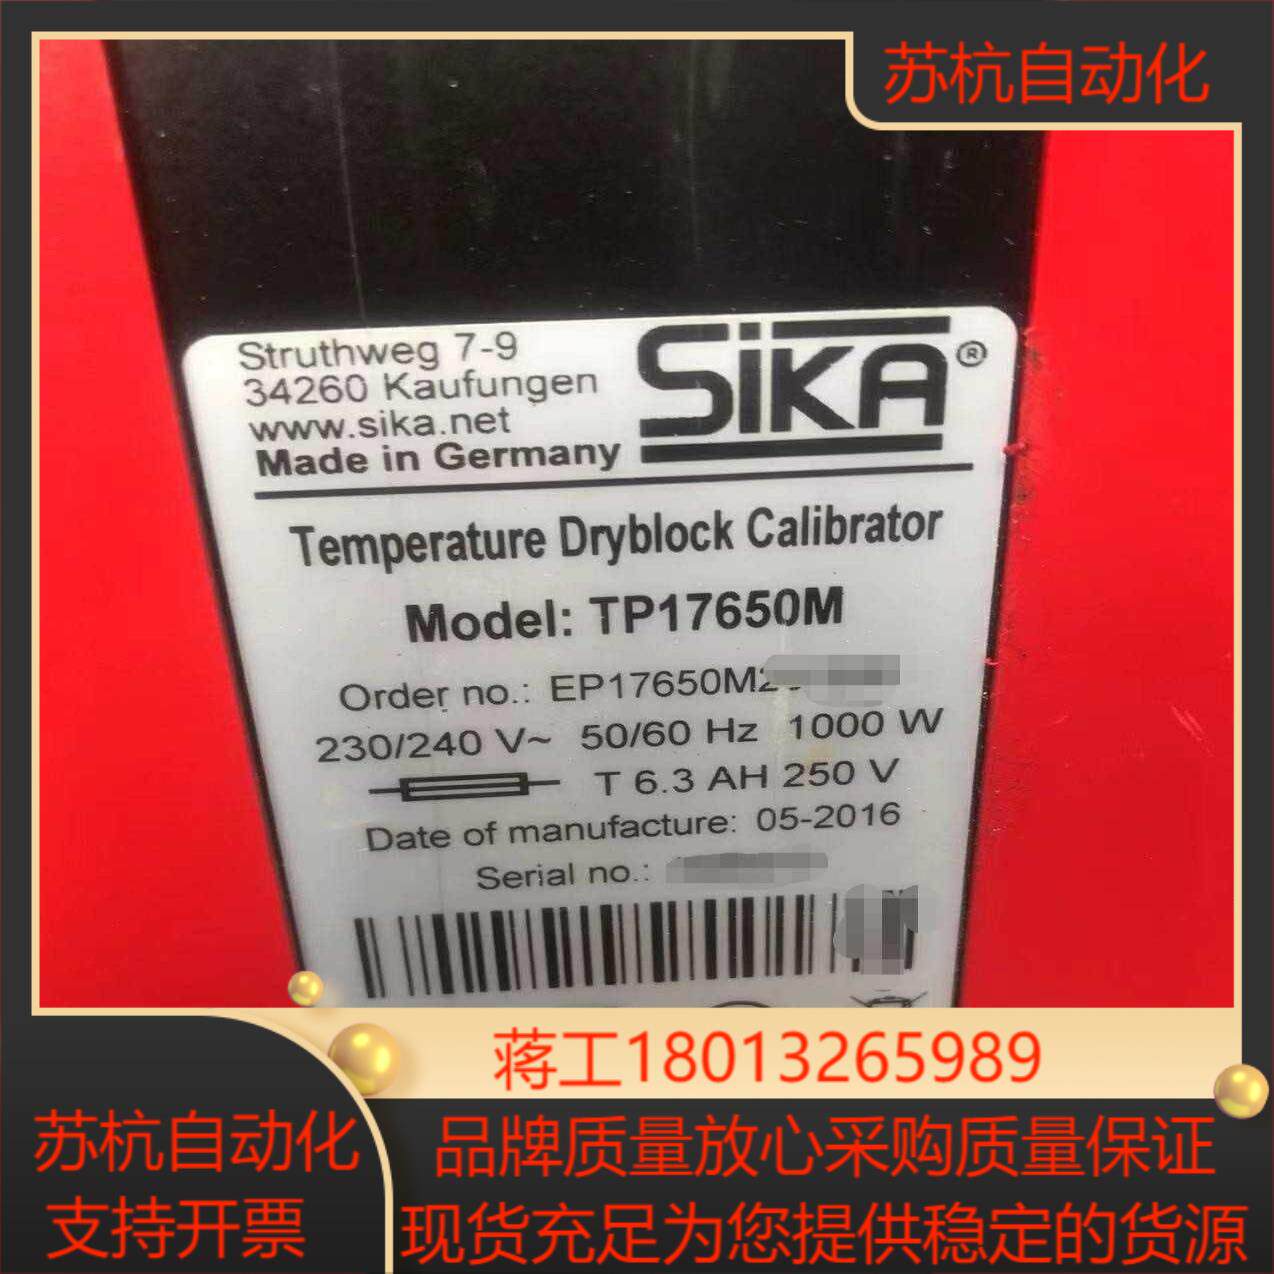 苏杭自动化
Struthweg 7-9
34260 Kaufungen
www.sika.net
Made in Germany
SiKA®
Temperature Dryblock Calibrator
Model: TP17650M
Order no.: EP17650M
230/240 V~ 50/60 Hz 1000 W
T 6.3 AH 250 V
Date of manufacture: 05-2016
Serial no.:
蒋工18013265989
苏杭自动化
支持开票
品牌质量放心采购质量保证
现货充足为您提供稳定的货源